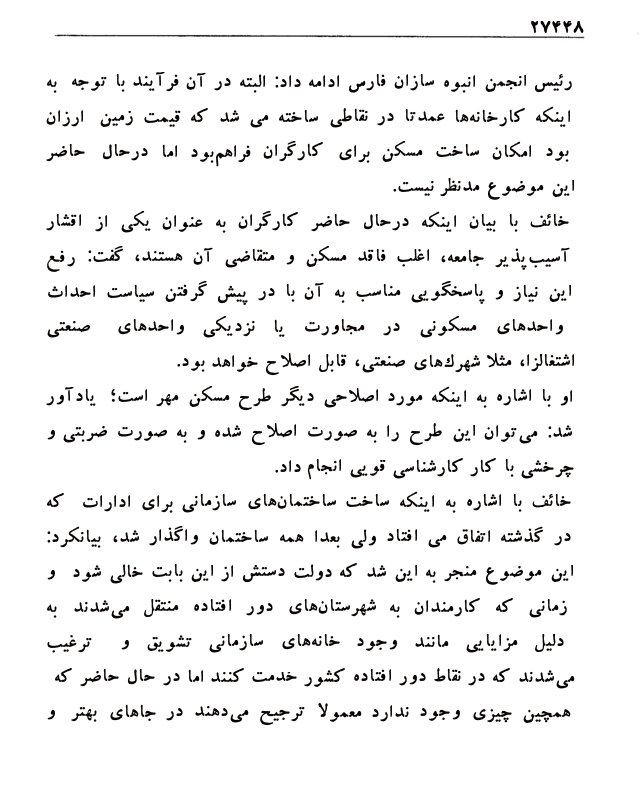 ۲۷۴۴۸
رئیس انجمن انبوه سازان فارس ادامه داد: البته در آن فرآیند با توجه به
اینکه کارخانه‌ها عمدتا در نقاطی ساخته می شد که قیمت زمین ارزان
بود امکان ساخت مسکن برای کارگران فراهم‌بود اما درحال حاضر
این موضوع مدنظر نیست.
خائف با بیان اینکه درحال حاضر کارگران به عنوان یکی از اقشار
آسیب‌پذیر جامعه، اغلب فاقد مسکن و متقاضی آن هستند، گفت: رفع
این نیاز و پاسخگویی مناسب به آن با در پیش گرفتن سیاست احداث
واحدهای مسکونی در مجاورت یا نزدیکی واحدهای صنعتی
اشتغالزا، مثلا شهرك‌های صنعتی، قابل اصلاح خواهد بود.
او با اشاره به اینکه مورد اصلاحی دیگر طرح مسکن مهر است؛ یادآور
شد: می‌توان این طرح را به صورت اصلاح شده و به صورت ضربتی و
چرخشی با کار کارشناسی قویی انجام داد.
خائف با اشاره به اینکه ساخت ساختمان‌های سازمانی برای ادارات که
در گذشته اتفاق می افتاد ولی بعدا همه ساختمان واگذار شد، بیانکرد:
این موضوع منجر به این شد که دولت دستش از این بابت خالی شود و
زمانی که کارمندان به شهرستان‌های دور افتاده منتقل می‌شدند به
دلیل مزایایی مانند وجود خانه‌های سازمانی تشویق و ترغیب
می‌شدند که در نقاط دور افتاده کشور خدمت کنند اما در حال حاضر که
همچین چیزی وجود ندارد معمولا ترجیح می‌دهند در جاهای بهتر و